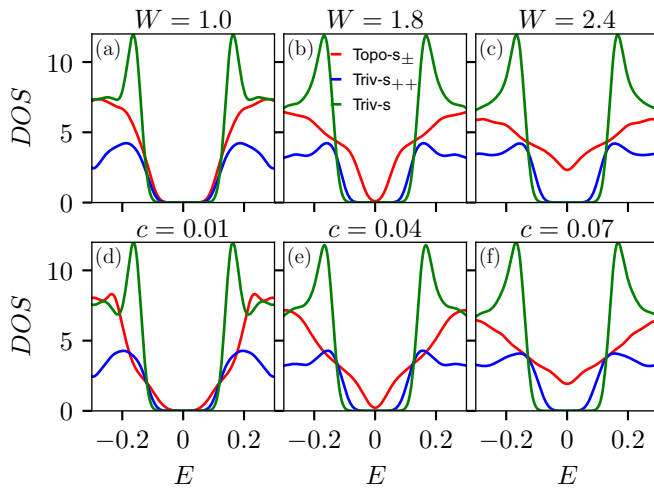 W = 1.0 W = 1.8 W = 2.4
(a) (b) (c)
Topo-s±
Triv-s++
Triv-s
DOS
10
5
0
c = 0.01 c = 0.04 c = 0.07
(d) (e) (f)
DOS
10
5
0
−0.2 0 0.2 −0.2 0 0.2 −0.2 0 0.2
E E E